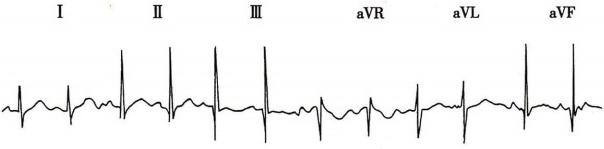 Ⅰ Ⅱ Ⅲ aVR aVL aVF